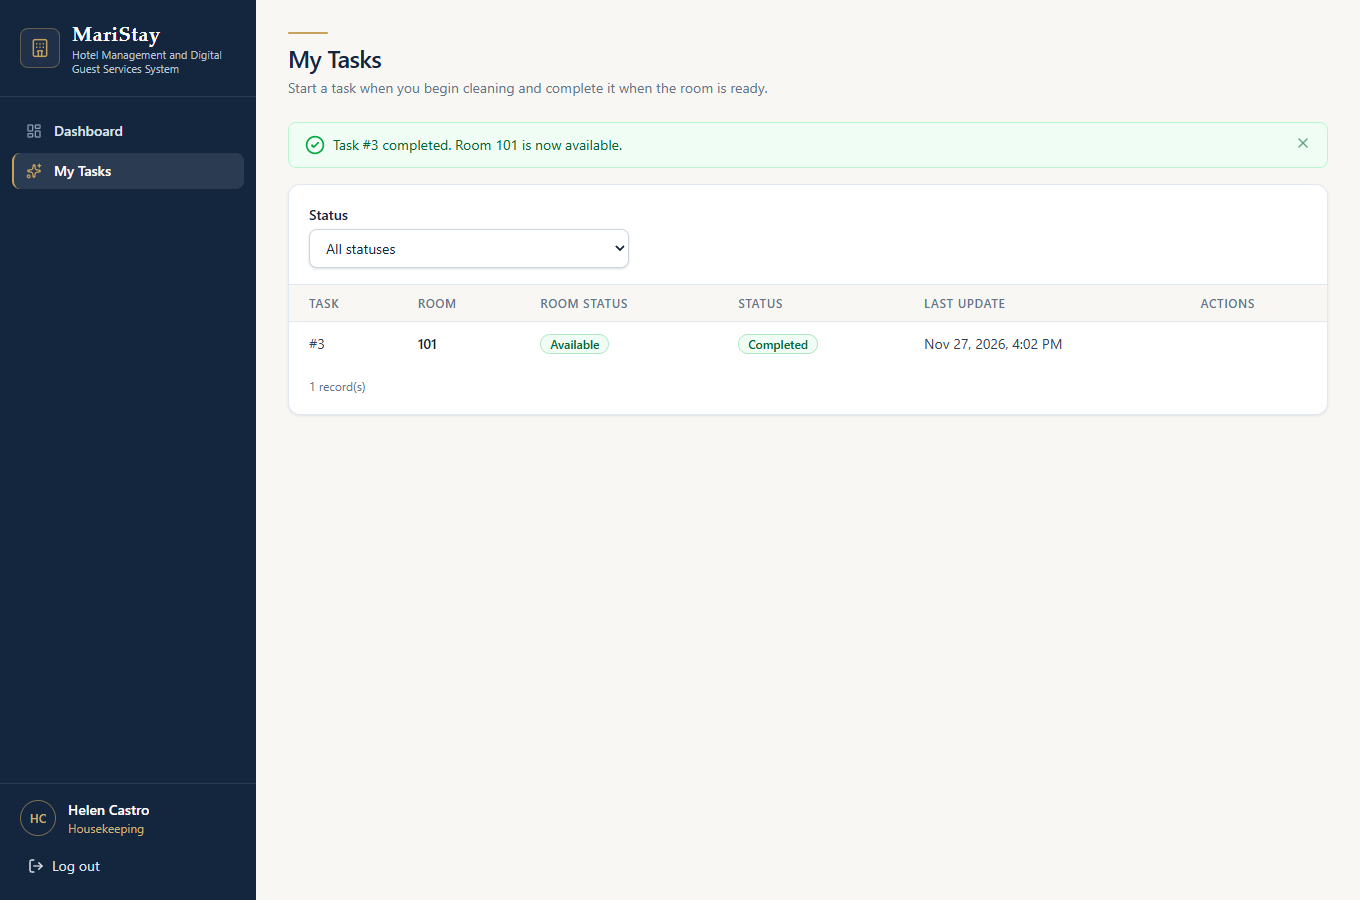 MariStay
Hotel Management and Digital
Guest Services System
Dashboard
My Tasks
HC
Helen Castro
Housekeeping
Log out
My Tasks
Start a task when you begin cleaning and complete it when the room is ready.
Task #3 completed. Room 101 is now available.
Status
All statuses
TASK ROOM ROOM STATUS STATUS LAST UPDATE ACTIONS
#3 101 Available Completed Nov 27, 2026, 4:02 PM
1 record(s)